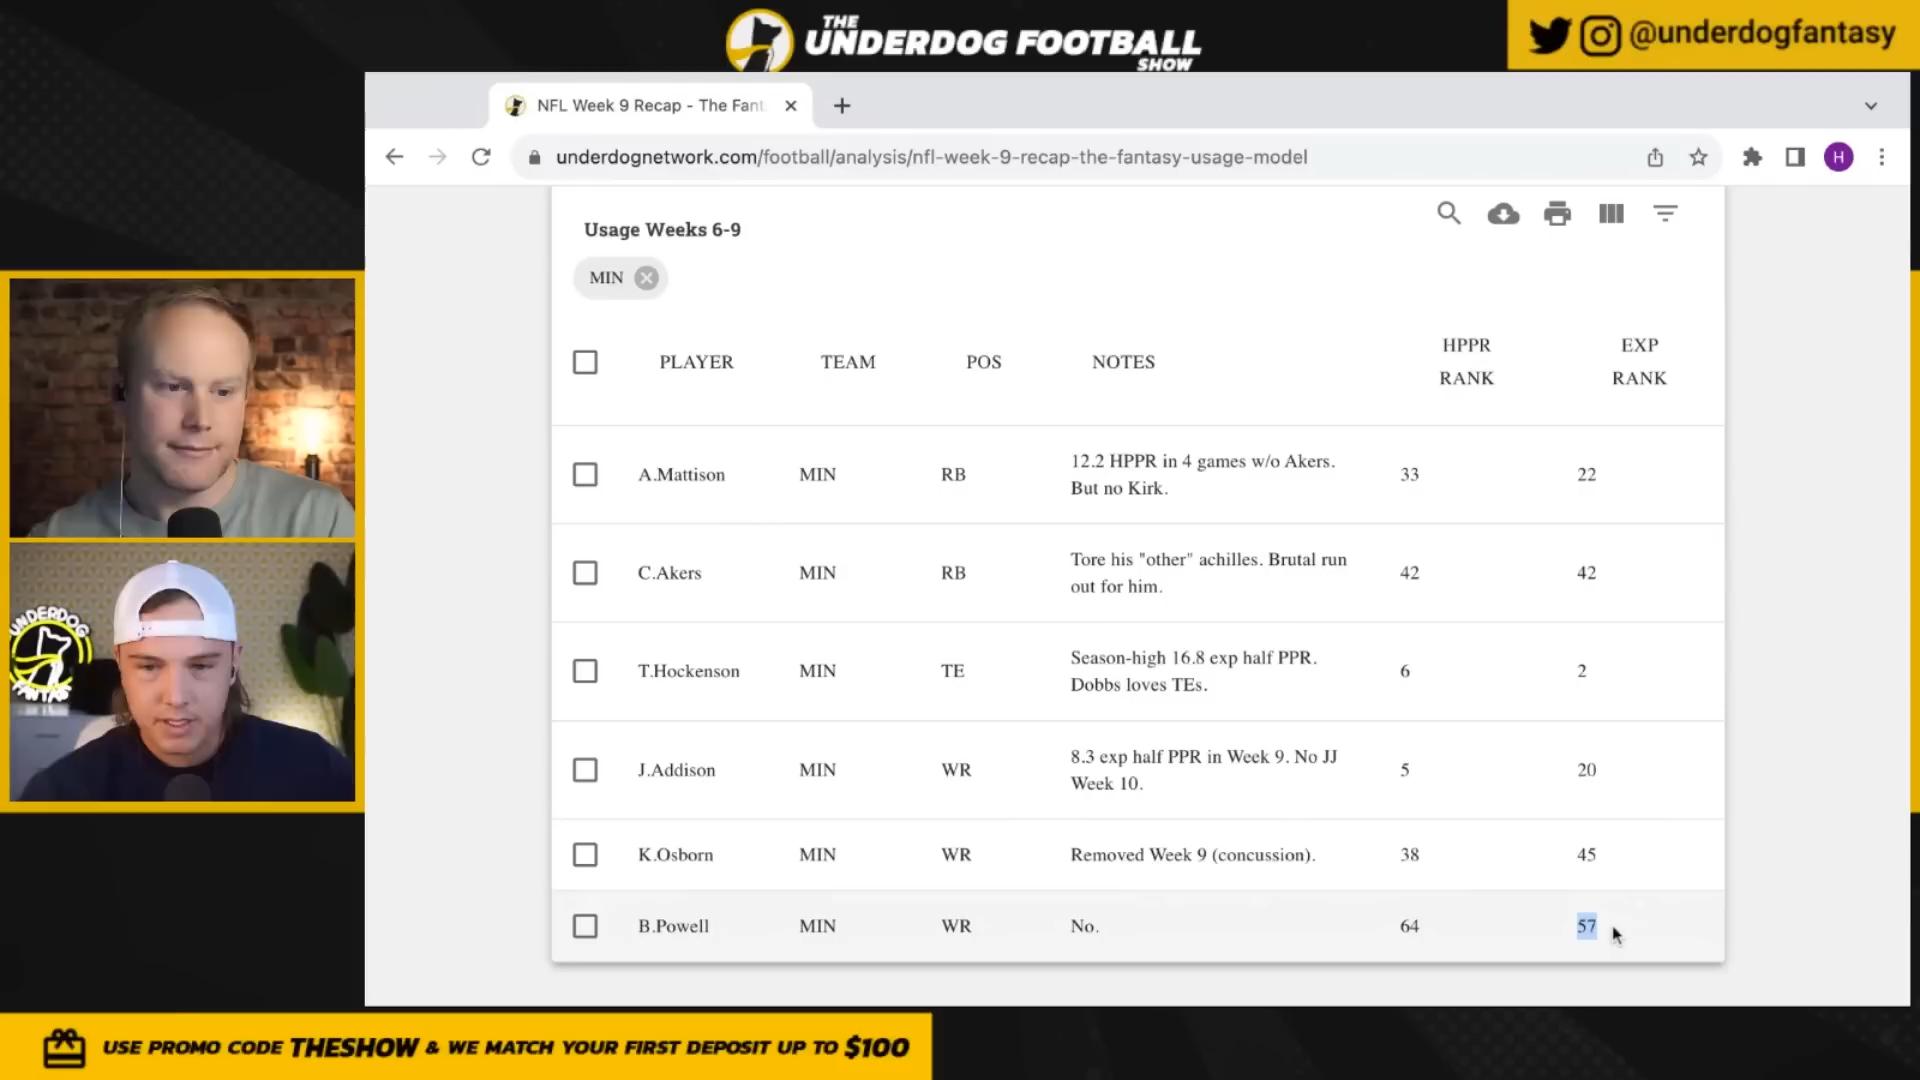 THE
UNDERDOG FOOTBALL
SHOW
@underdogfantasy
NFL Week 9 Recap - The Fant
underdognetwork.com/football/analysis/nfl-week-9-recap-the-fantasy-usage-model
H
Usage Weeks 6-9
MIN
PLAYER TEAM POS NOTES HPPR RANK EXP RANK
A.Mattison MIN RB 12.2 HPPR in 4 games w/o Akers. 33 22
But no Kirk.
C.Akers MIN RB Tore his "other" achilles. Brutal run 42 42
out for him.
T.Hockenson MIN TE Season-high 16.8 exp half PPR. 6 2
Dobbs loves TEs.
J.Addison MIN WR 8.3 exp half PPR in Week 9. No JJ 5 20
Week 10.
K.Osborn MIN WR Removed Week 9 (concussion). 38 45
B.Powell MIN WR No. 64 57
UNDERDOG
FANTASY
USE PROMO CODE THESHOW & WE MATCH YOUR FIRST DEPOSIT UP TO $100